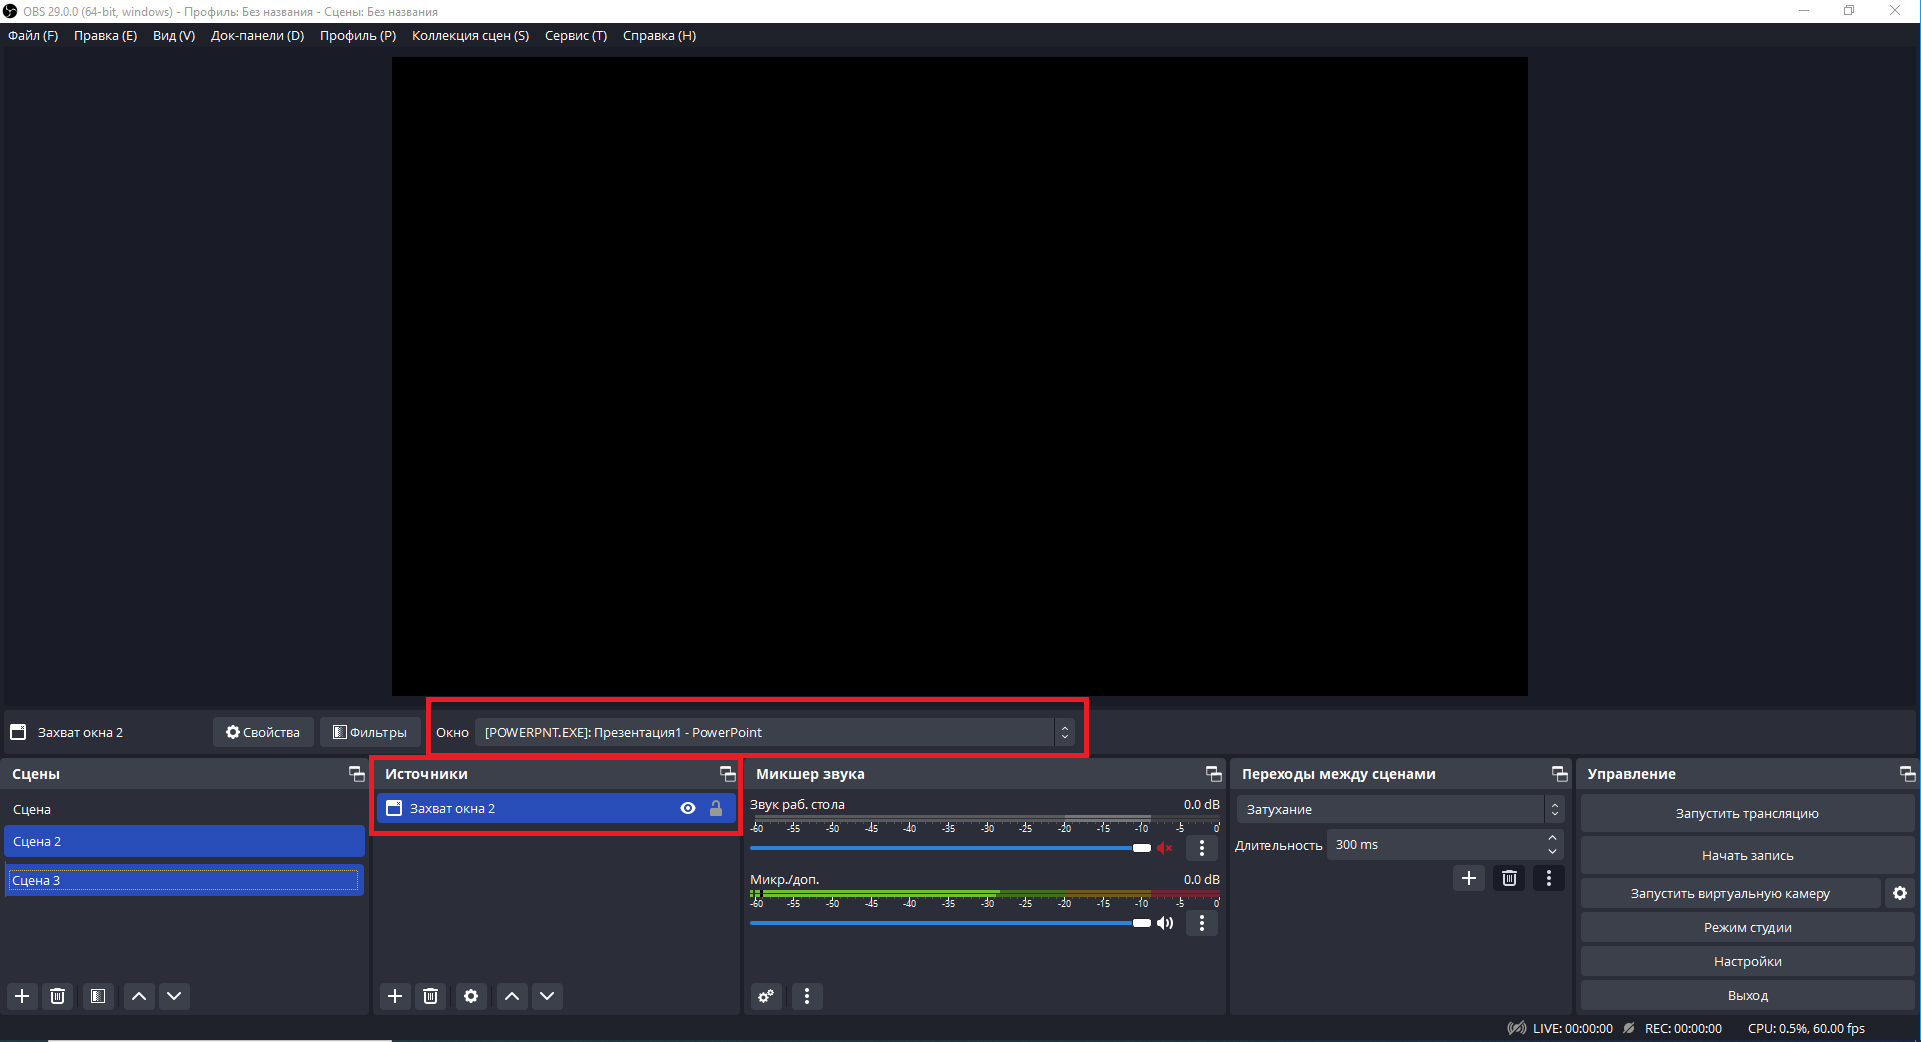 OBS 29.0.0 (64-bit, windows) - Профиль: Без названия - Сцены: Без названия
Файл (F) Правка (E) Вид (V) Док-панели (D) Профиль (P) Коллекция сцен (S) Сервис (T) Справка (H)
Захват окна 2 Свойства Фильтры Окно [POWERPNT.EXE]: Презентация1 - PowerPoint
Сцены
Сцена
Сцена 2
Сцена 3
Источники
Захват окна 2
Микшер звука
Звук раб. стола 0.0 dB
-60 -55 -50 -45 -40 -35 -30 -25 -20 -15 -10 -5 0
Микр./доп. 0.0 dB
-60 -55 -50 -45 -40 -35 -30 -25 -20 -15 -10 -5 0
Переходы между сценами
Затухание
Длительность 300 ms
Управление
Запустить трансляцию
Начать запись
Запустить виртуальную камеру
Режим студии
Настройки
Выход
LIVE: 00:00:00 REC: 00:00:00 CPU: 0.5%, 60.00 fps